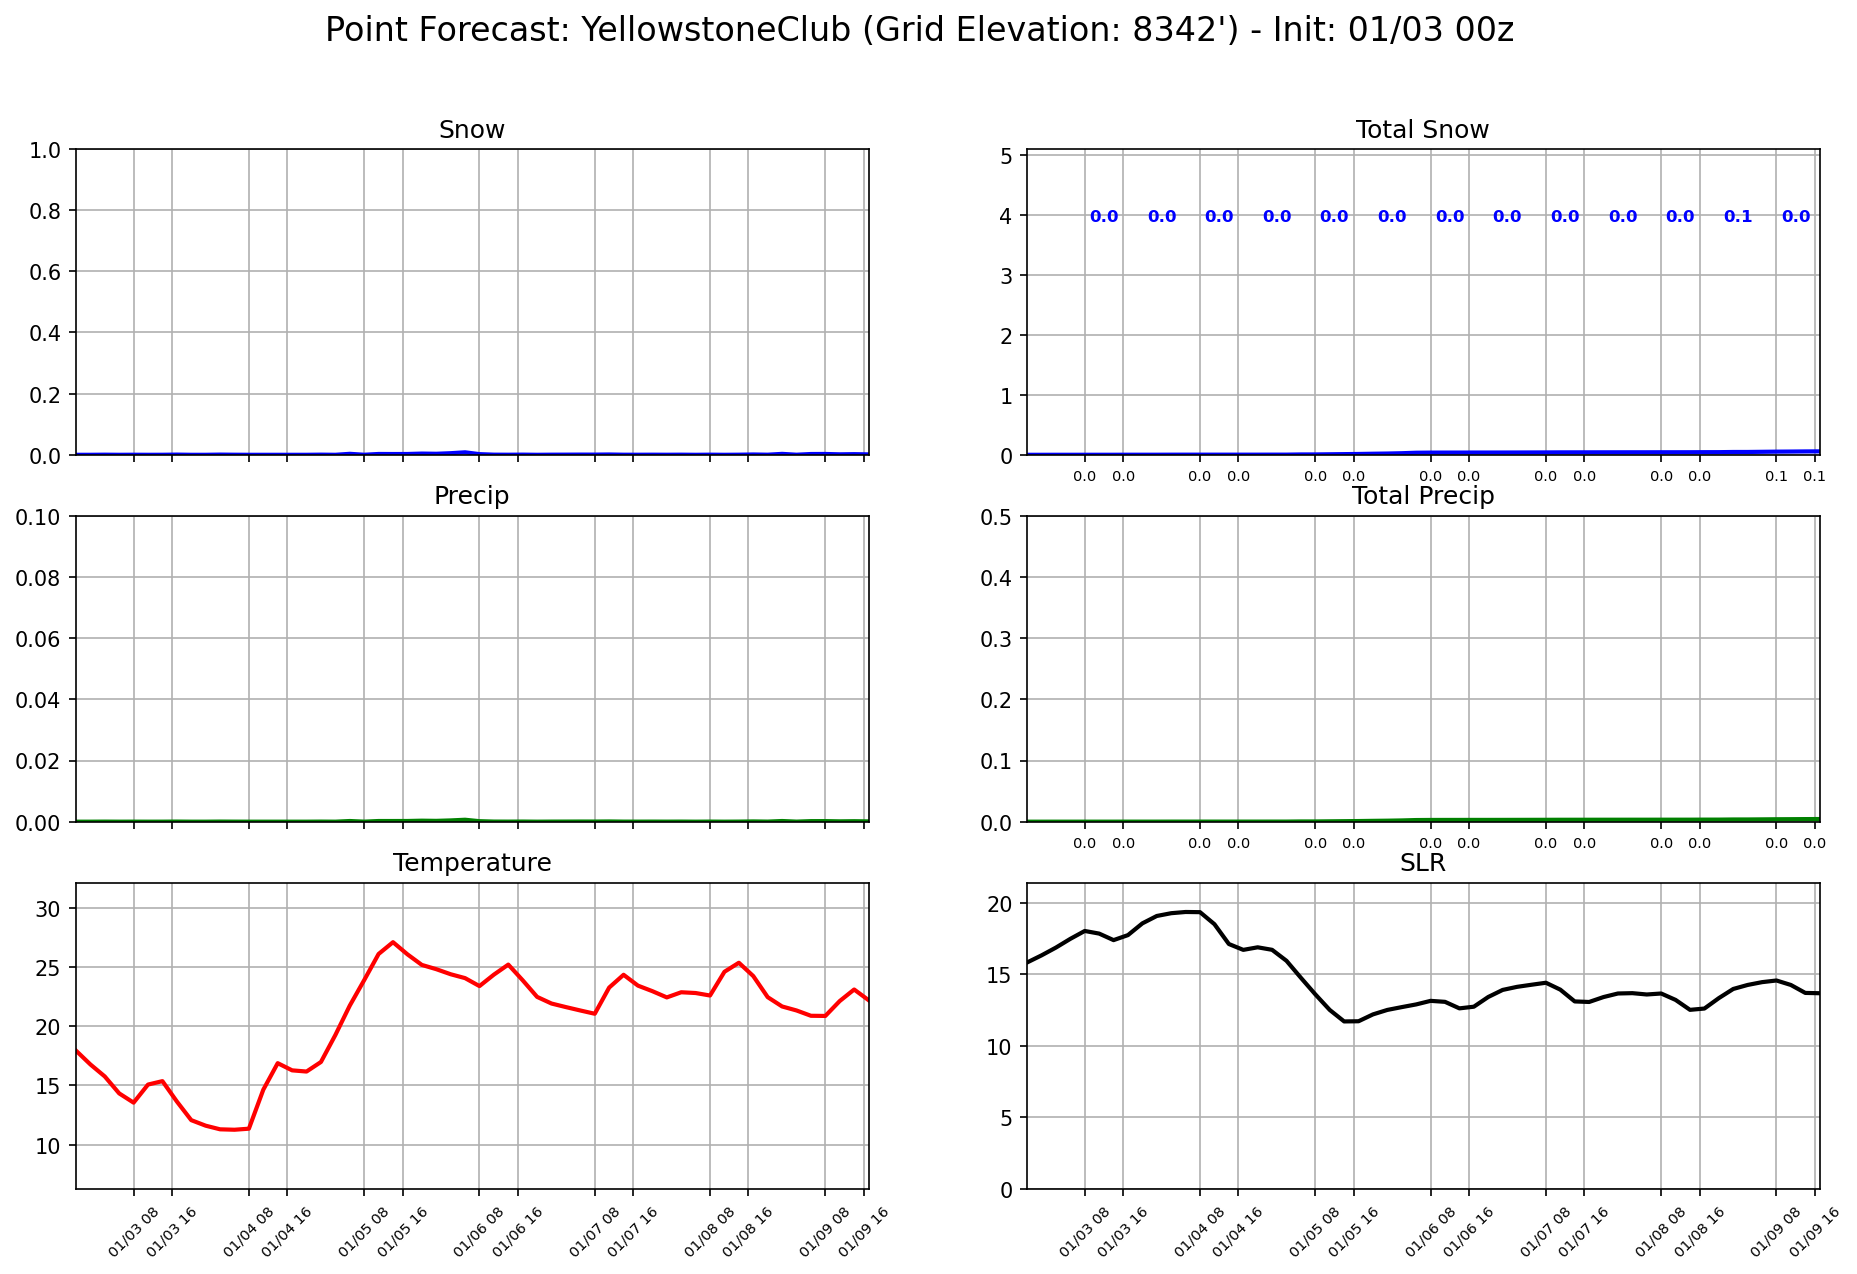 Point Forecast: YellowstoneClub (Grid Elevation: 8342') - Init: 01/03 00z
Snow
1.0
0.8
0.6
0.4
0.2
0.0
Total Snow
5
4
3
2
1
0
0.0 0.0 0.0 0.0 0.0 0.0 0.0 0.0 0.0 0.0 0.0 0.1 0.0
0.0 0.0 0.0 0.0 0.0 0.0 0.0 0.0 0.0 0.0 0.0 0.0 0.1 0.1
Precip
0.10
0.08
0.06
0.04
0.02
0.00
Total Precip
0.5
0.4
0.3
0.2
0.1
0.0
0.0 0.0 0.0 0.0 0.0 0.0 0.0 0.0 0.0 0.0 0.0 0.0 0.0 0.0
Temperature
30
25
20
15
10
01/03 08 01/03 16 01/04 08 01/04 16 01/05 08 01/05 16 01/06 08 01/06 16 01/07 08 01/07 16 01/08 08 01/08 16 01/09 08 01/09 16
SLR
20
15
10
5
0
01/03 08 01/03 16 01/04 08 01/04 16 01/05 08 01/05 16 01/06 08 01/06 16 01/07 08 01/07 16 01/08 08 01/08 16 01/09 08 01/09 16